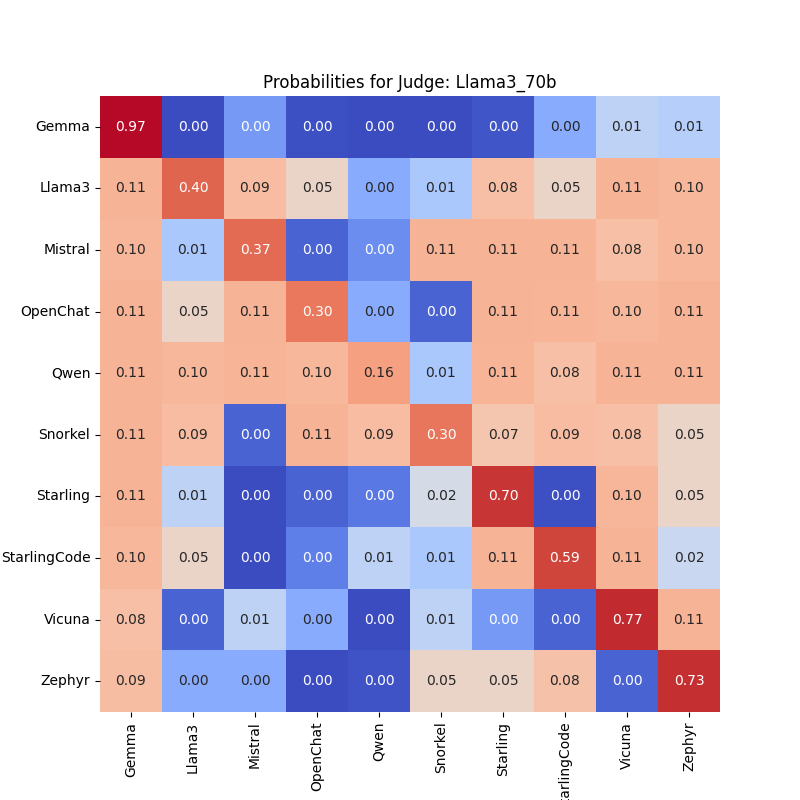 Probabilities for Judge: Llama3_70b
Gemma 0.97 0.00 0.00 0.00 0.00 0.00 0.00 0.00 0.01 0.01
Llama3 0.11 0.40 0.09 0.05 0.00 0.01 0.08 0.05 0.11 0.10
Mistral 0.10 0.01 0.37 0.00 0.00 0.11 0.11 0.11 0.08 0.10
OpenChat 0.11 0.05 0.11 0.30 0.00 0.00 0.11 0.11 0.10 0.11
Qwen 0.11 0.10 0.11 0.10 0.16 0.01 0.11 0.08 0.11 0.11
Snorkel 0.11 0.09 0.00 0.11 0.09 0.30 0.07 0.09 0.08 0.05
Starling 0.11 0.01 0.00 0.00 0.00 0.02 0.70 0.00 0.10 0.05
StarlingCode 0.10 0.05 0.00 0.00 0.01 0.01 0.11 0.59 0.11 0.02
Vicuna 0.08 0.00 0.01 0.00 0.00 0.01 0.00 0.00 0.77 0.11
Zephyr 0.09 0.00 0.00 0.00 0.00 0.05 0.05 0.08 0.00 0.73
Gemma Llama3 Mistral OpenChat Qwen Snorkel Starling arlingCode Vicuna Zephyr